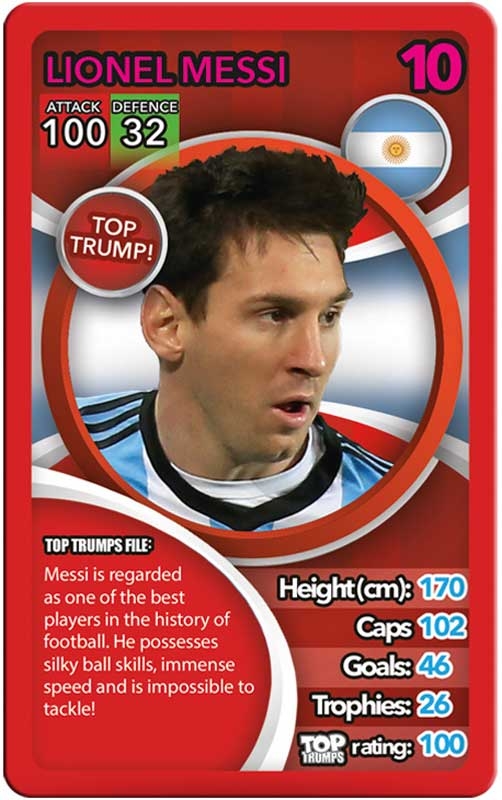 LIONEL MESSI
10
ATTACK
100
DEFENCE
32
TOP
TRUMP!
TOP TRUMPS FILE:
Messi is regarded
as one of the best
players in the history of
football. He possesses
silky ball skills, immense
speed and is impossible to
tackle!
Height(cm): 170
Caps 102
Goals: 46
Trophies: 26
TOP TRUMPS rating: 100